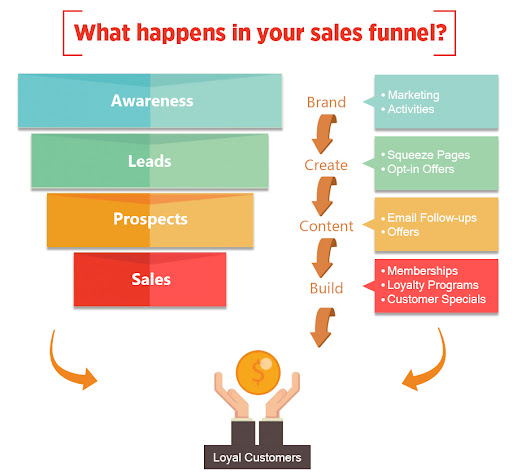 What happens in your sales funnel?
Awareness
Brand
• Marketing
• Activities
Leads
Create
• Squeeze Pages
• Opt-in Offers
Prospects
Content
• Email Follow-ups
• Offers
Sales
Build
• Memberships
• Loyalty Programs
• Customer Specials
$
Loyal Customers